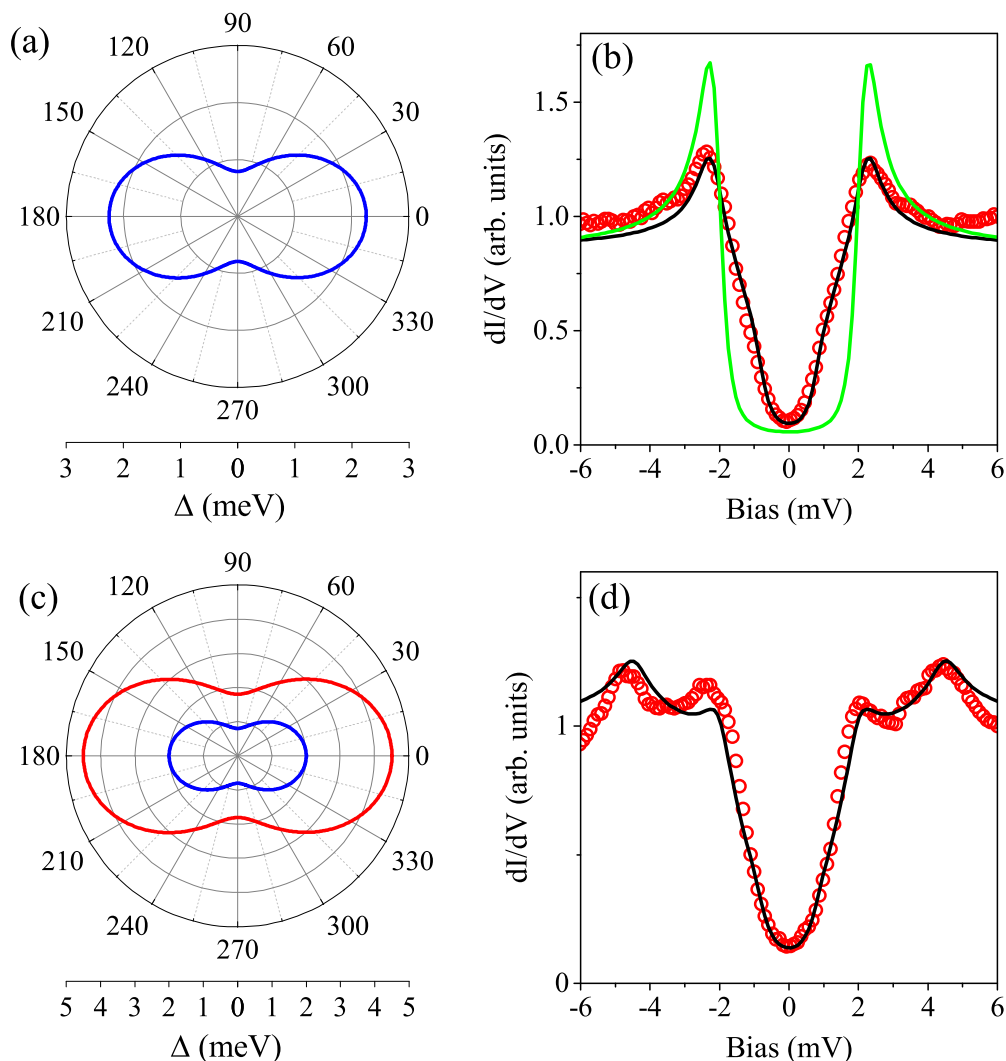 (a)
90
120
60
150
30
180
0
210
330
240
300
270
3 2 1 0 1 2 3
Δ (meV)
(b)
1.5
1.0
0.5
0.0
dI/dV (arb. units)
-6 -4 -2 0 2 4 6
Bias (mV)
(c)
90
120
60
150
30
180
0
210
330
240
300
270
5 4 3 2 1 0 1 2 3 4 5
Δ (meV)
(d)
1
0
dI/dV (arb. units)
-6 -4 -2 0 2 4 6
Bias (mV)